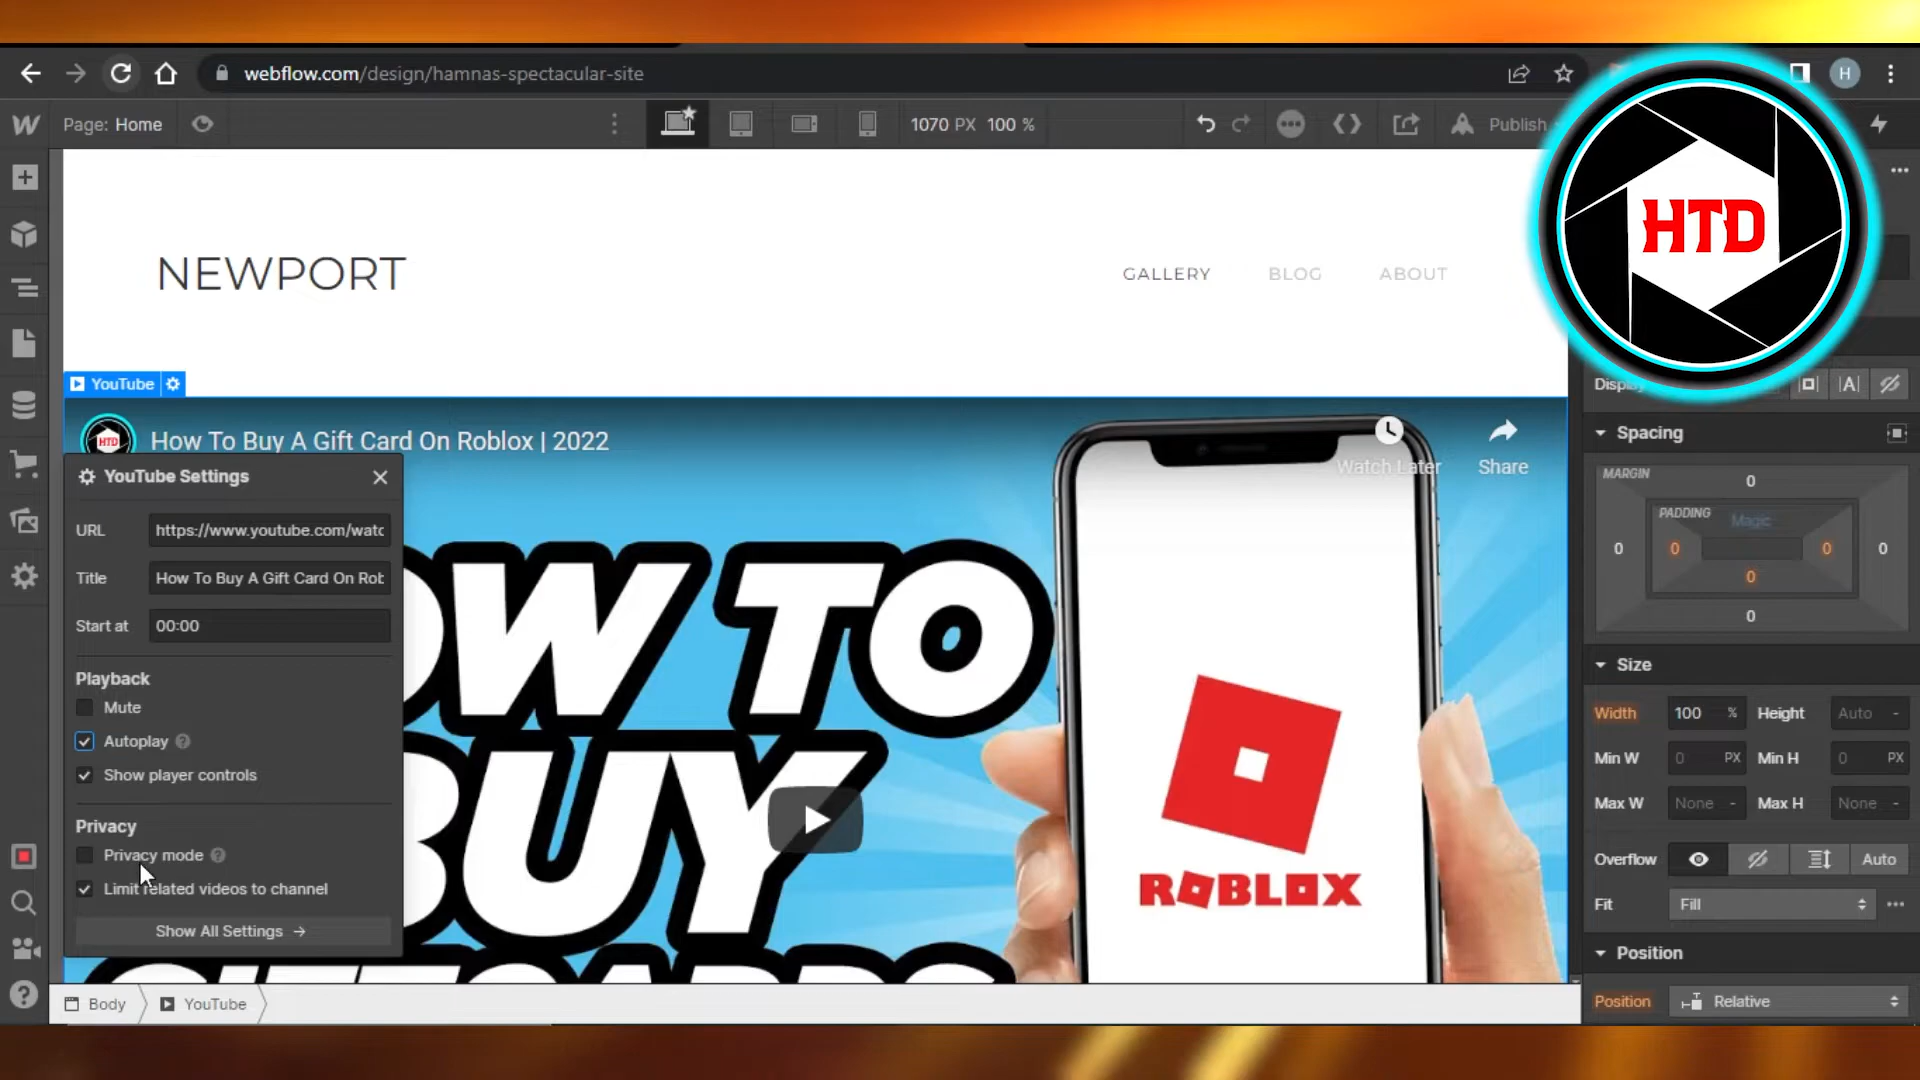 webflow.com/design/hamnas-spectacular-site
H
Page: Home
1070 PX 100 %
Publish
HTD
NEWPORT
GALLERY
BLOG
ABOUT
YouTube
HTD
How To Buy A Gift Card On Roblox | 2022
Watch Later
Share
YouTube Settings
URL
https://www.youtube.com/watc
Title
How To Buy A Gift Card On Rob
Start at
00:00
Playback
Mute
Autoplay
Show player controls
Privacy
Privacy mode
Limit related videos to channel
Show All Settings
OW TO
BUY
ROBLOX
Body
YouTube
Display
Spacing
MARGIN
0
PADDING
Magic
0
0
0
0
0
0
Size
Width
100 %
Height
Auto -
Min W
0 PX
Min H
0 PX
Max W
None -
Max H
None -
Overflow
Auto
Fit
Fill
Position
Position
Relative